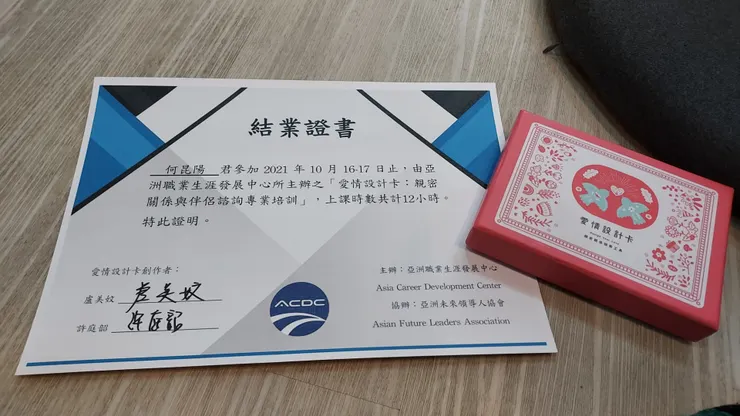 結業證書
何昆陽 君參加 2021 年 10 月 16-17 日止，由亞
洲職業生涯發展中心所主辦之「愛情設計卡：親密
關係與伴侶諮詢專業培訓」，上課時數共計12小時。
特此證明。
愛情設計卡創作者：
盧美妏 盧美妏
許庭韶 許庭韶
ACDC
主辦：亞洲職業生涯發展中心
Asia Career Development Center
協辦：亞洲未來領導人協會
Asian Future Leaders Association
愛情設計卡